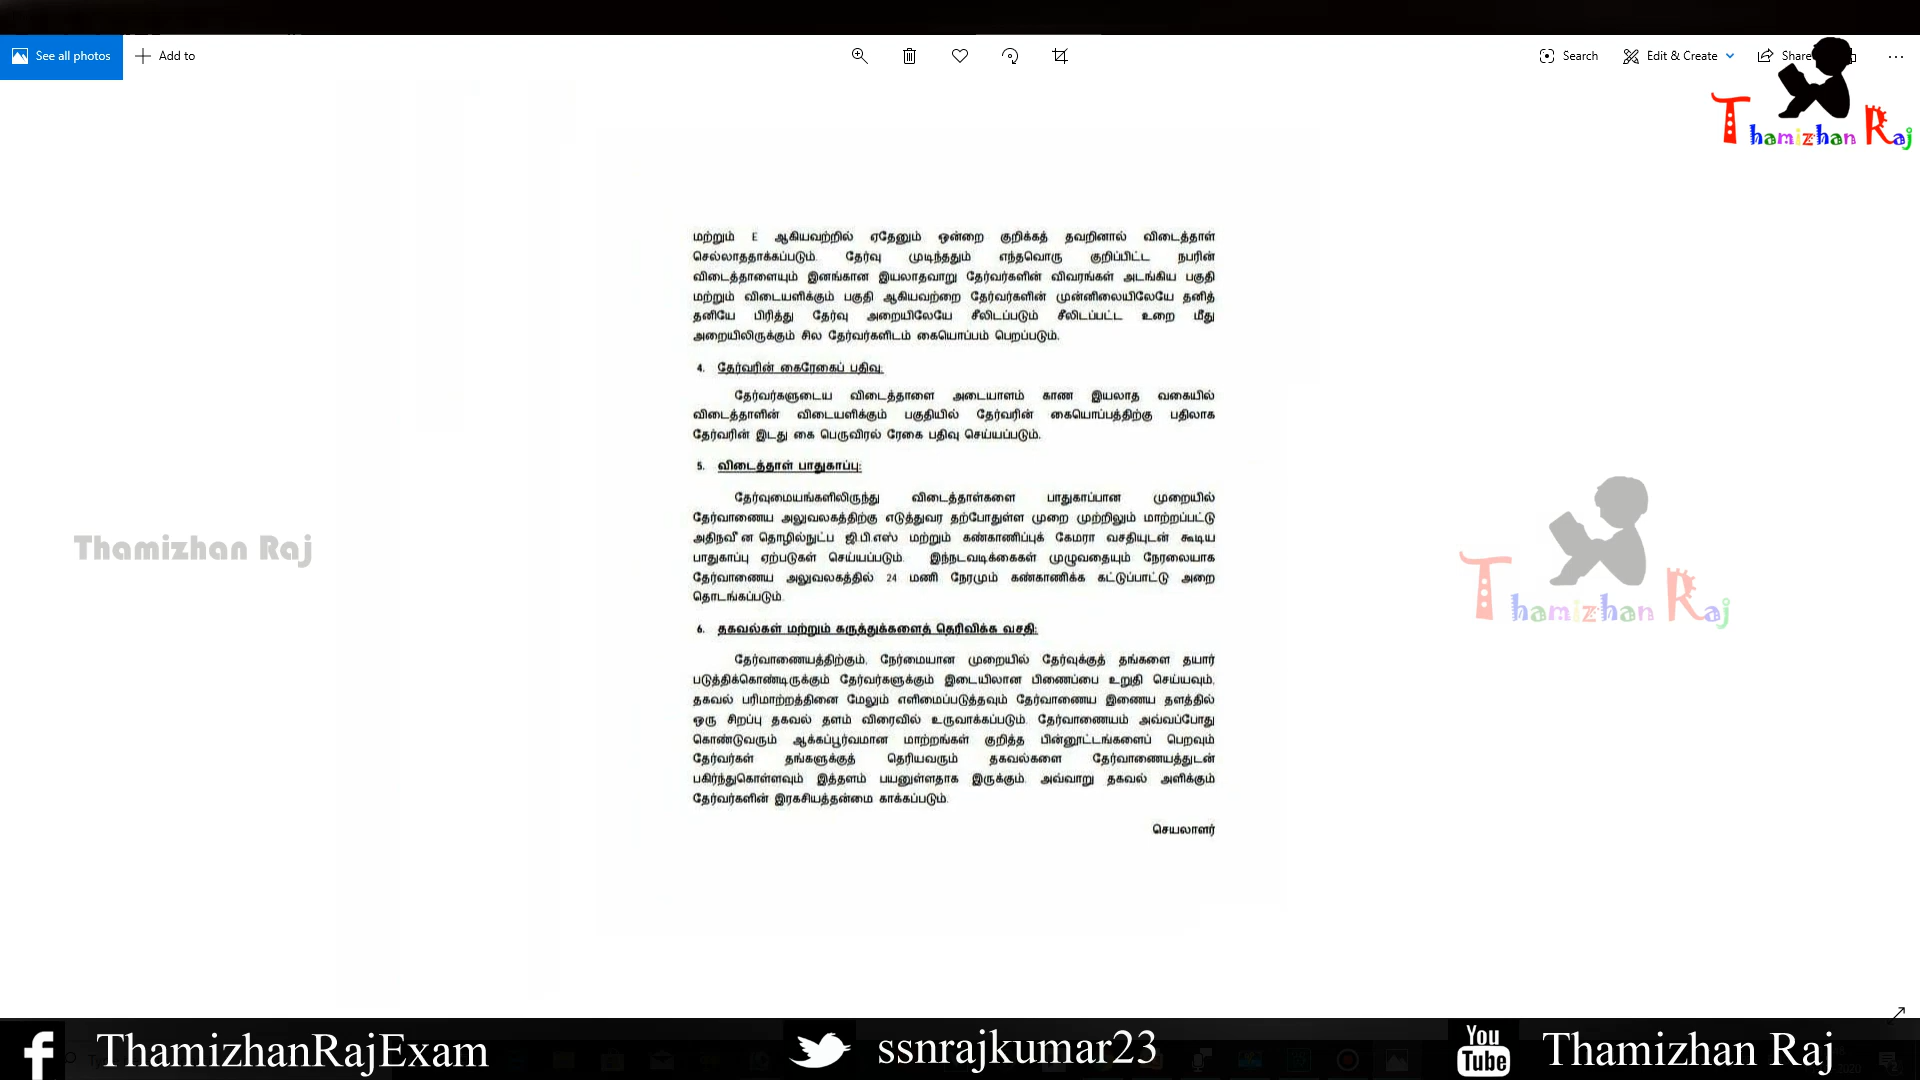 See all photos
Add to
Search
Edit & Create
Share
Thamizhan Raj
மற்றும் E ஆகியவற்றில் ஏதேனும் ஒன்றை குறிக்கத் தவறினால் விடைத்தாள்
செல்லாததாக்கப்படும். தேர்வு முடிந்ததும் எந்தவொரு குறிப்பிட்ட நபரின்
விடைத்தாளையும் இனங்கான இயலாதவாறு தேர்வர்களின் விவரங்கள் அடங்கிய பகுதி
மற்றும் விடையளிக்கும் பகுதி ஆகியவற்றை தேர்வர்களின் முன்னிலையிலேயே தனித்
தனியே பிரித்து தேர்வு அறையிலேயே சீலிடப்படும் சீலிடப்பட்ட உறை மீது
அறையிலிருக்கும் சில தேர்வர்களிடம் கையொப்பம் பெறப்படும்.
4. தேர்வரின் கைரேகைப் பதிவு:
தேர்வர்களுடைய விடைத்தாளை அடையாளம் காண இயலாத வகையில்
விடைத்தாளின் விடையளிக்கும் பகுதியில் தேர்வரின் கையொப்பத்திற்கு பதிலாக
தேர்வரின் இடது கை பெருவிரல் ரேகை பதிவு செய்யப்படும்.
5. விடைத்தாள் பாதுகாப்பு:
தேர்வுமையங்களிலிருந்து விடைத்தாள்களை பாதுகாப்பான முறையில்
தேர்வாணைய அலுவலகத்திற்கு எடுத்துவர தற்போதுள்ள முறை முற்றிலும் மாற்றப்பட்டு
அதிநவீன தொழில்நுட்ப ஜி.பி.எஸ் மற்றும் கண்காணிப்புக் கேமரா வசதியுடன் கூடிய
பாதுகாப்பு ஏற்படுகள் செய்யப்படும். இந்நடவடிக்கைகள் முழுவதையும் நேரலையாக
தேர்வாணைய அலுவலகத்தில் 24 மணி நேரமும் கண்காணிக்க கட்டுப்பாட்டு அறை
தொடங்கப்படும்.
6. தகவல்கள் மற்றும் கருத்துக்களைத் தெரிவிக்க வசதி:
தேர்வாணையத்திற்கும், நேர்மையான முறையில் தேர்வுக்குத் தங்களை தயார்
படுத்திக்கொண்டிருக்கும் தேர்வர்களுக்கும் இடையிலான பிணைப்பை உறுதி செய்யவும்,
தகவல் பரிமாற்றத்தினை மேலும் எளிமைப்படுத்தவும் தேர்வாணைய இணைய தளத்தில்
ஒரு சிறப்பு தகவல் தளம் விரைவில் உருவாக்கப்படும். தேர்வாணையம் அவ்வப்போது
கொண்டுவரும் ஆக்கப்பூர்வமான மாற்றங்கள் குறித்த பின்னூட்டங்களைப் பெறவும்
தேர்வர்கள் தங்களுக்குத் தெரியவரும் தகவல்களை தேர்வாணையத்துடன்
பகிர்ந்துகொள்ளவும் இத்தளம் பயனுள்ளதாக இருக்கும். அவ்வாறு தகவல் அளிக்கும்
தேர்வர்களின் இரகசியத்தன்மை காக்கப்படும்.
செயலாளர்
Thamizhan Raj
Thamizhan Raj
ThamizhanRajExam
ssnrajkumar23
You Tube
Thamizhan Raj